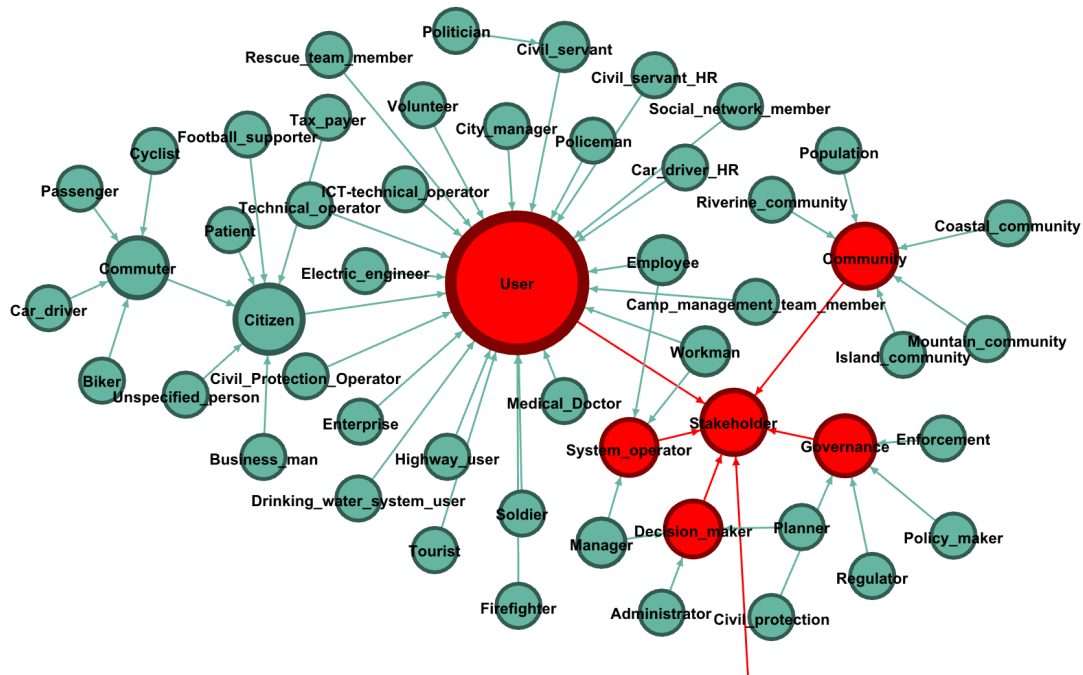 Politician
Civil_servant
Rescue_team_member
Civil_servant_HR
Volunteer
Social_network_member
Tax_payer
City_manager
Football_supporter
Policeman
Cyclist
Population
Car_driver_HR
Passenger
ICT-technical_operator
Riverine_community
Technical_operator
Coastal_community
Patient
Community
Employee
Commuter
Electric_engineer
User
Camp_management_team_member
Car_driver
Citizen
Mountain_community
Workman
Island_community
Biker
Civil_Protection_Operator
Unspecified_person
Medical_Doctor
Enterprise
Stakeholder
Enforcement
System_operator
Governance
Business_man
Highway_user
Drinking_water_system_user
Soldier
Decision_maker
Planner
Policy_maker
Manager
Tourist
Regulator
Firefighter
Administrator
Civil_protection